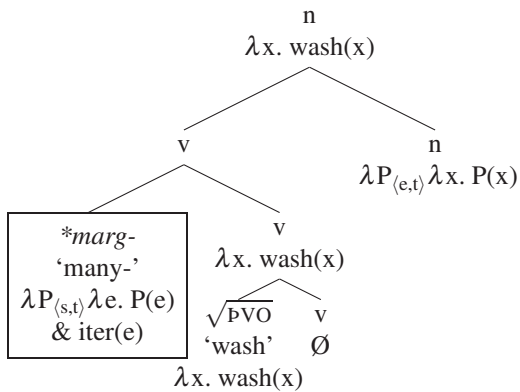 n
λx. wash(x)
v
n
λP⟨e,t⟩λx. P(x)
*marg-
‘many-’
λP⟨s,t⟩λe. P(e)
& iter(e)
v
λx. wash(x)
√ÞVO v
‘wash’ Ø
λx. wash(x)